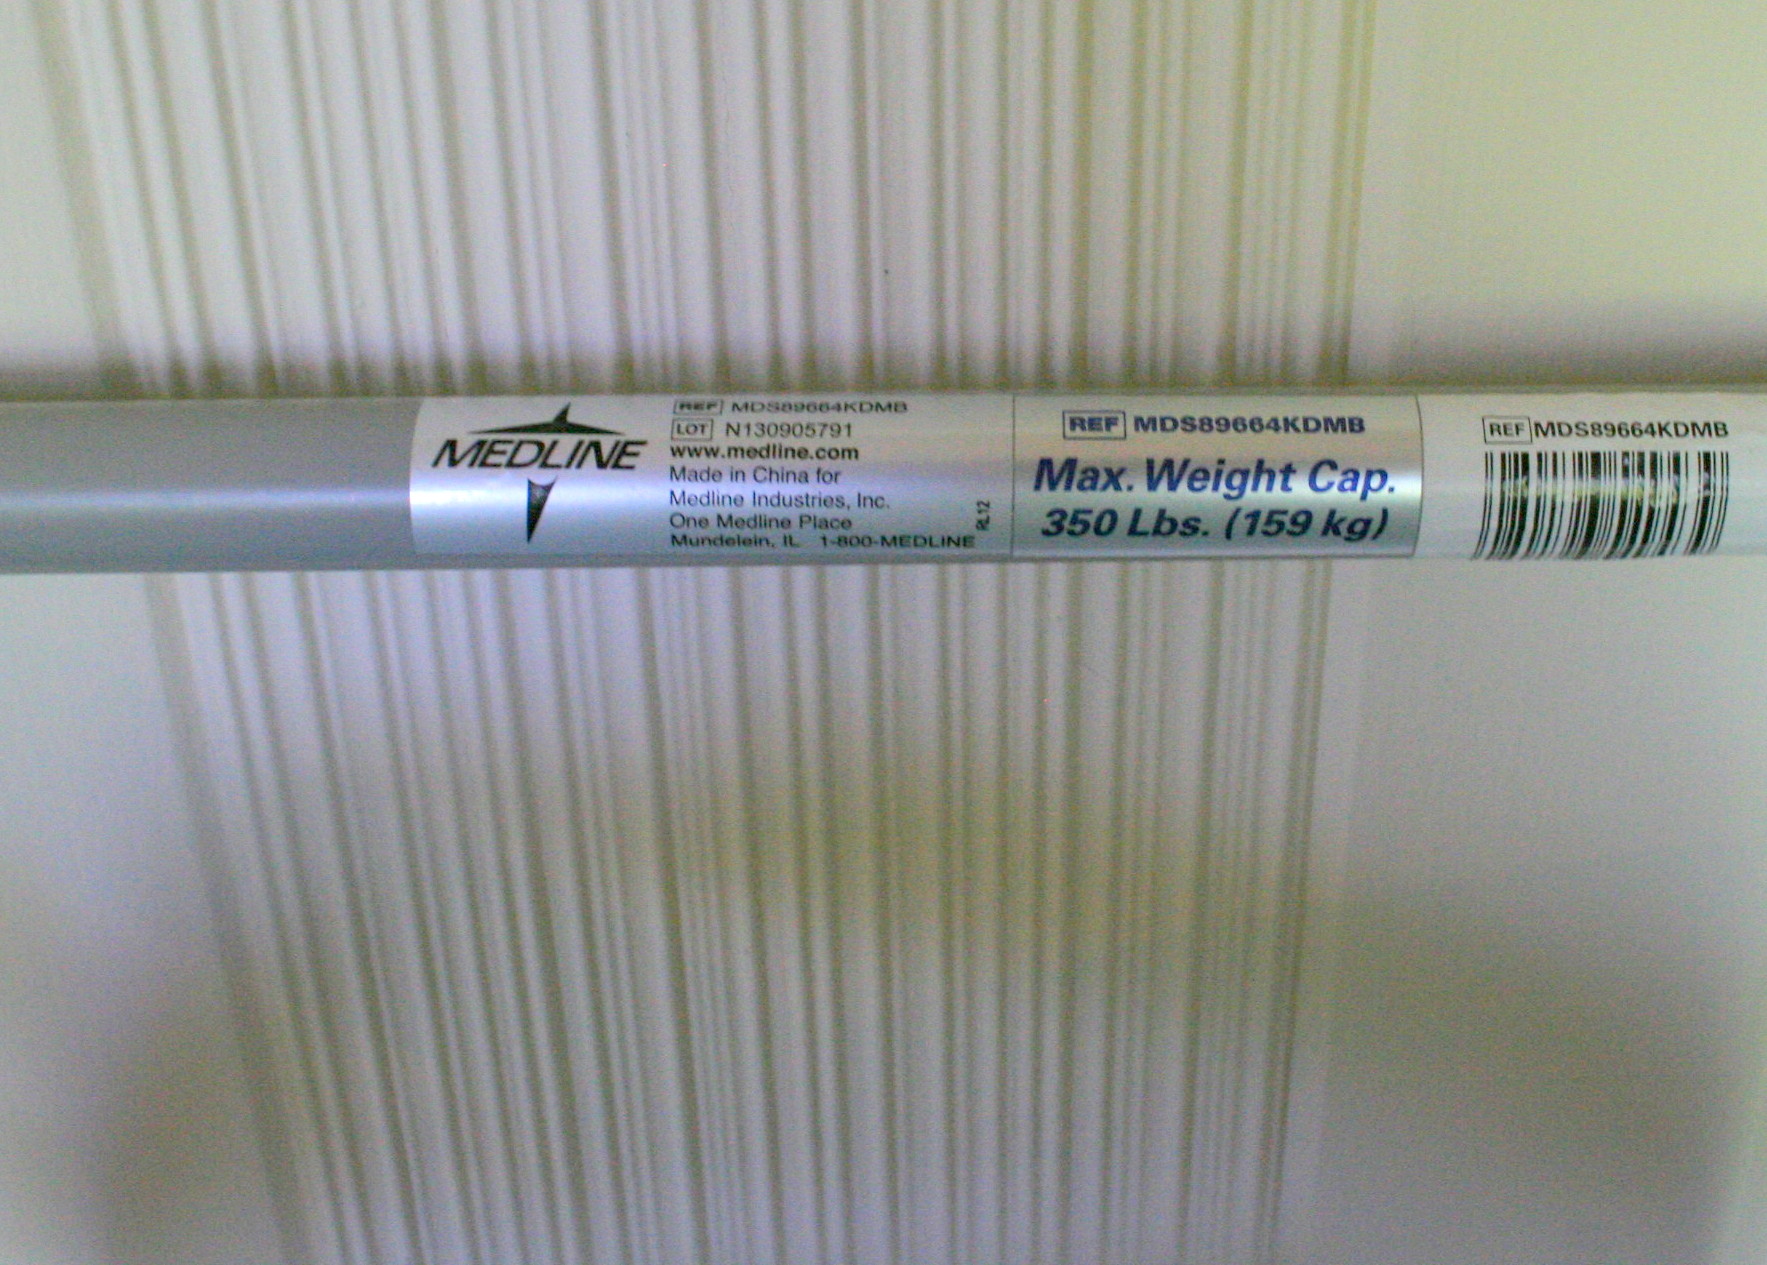 MEDLINE
REF MDS89664KDMB
LOT N130905791
www.medline.com
Made in China for
Medline Industries, Inc.
One Medline Place
Mundelein, IL 1-800-MEDLINE
RL12
REF MDS89664KDMB
Max. Weight Cap.
350 Lbs. (159 kg)
REF MDS89664KDMB